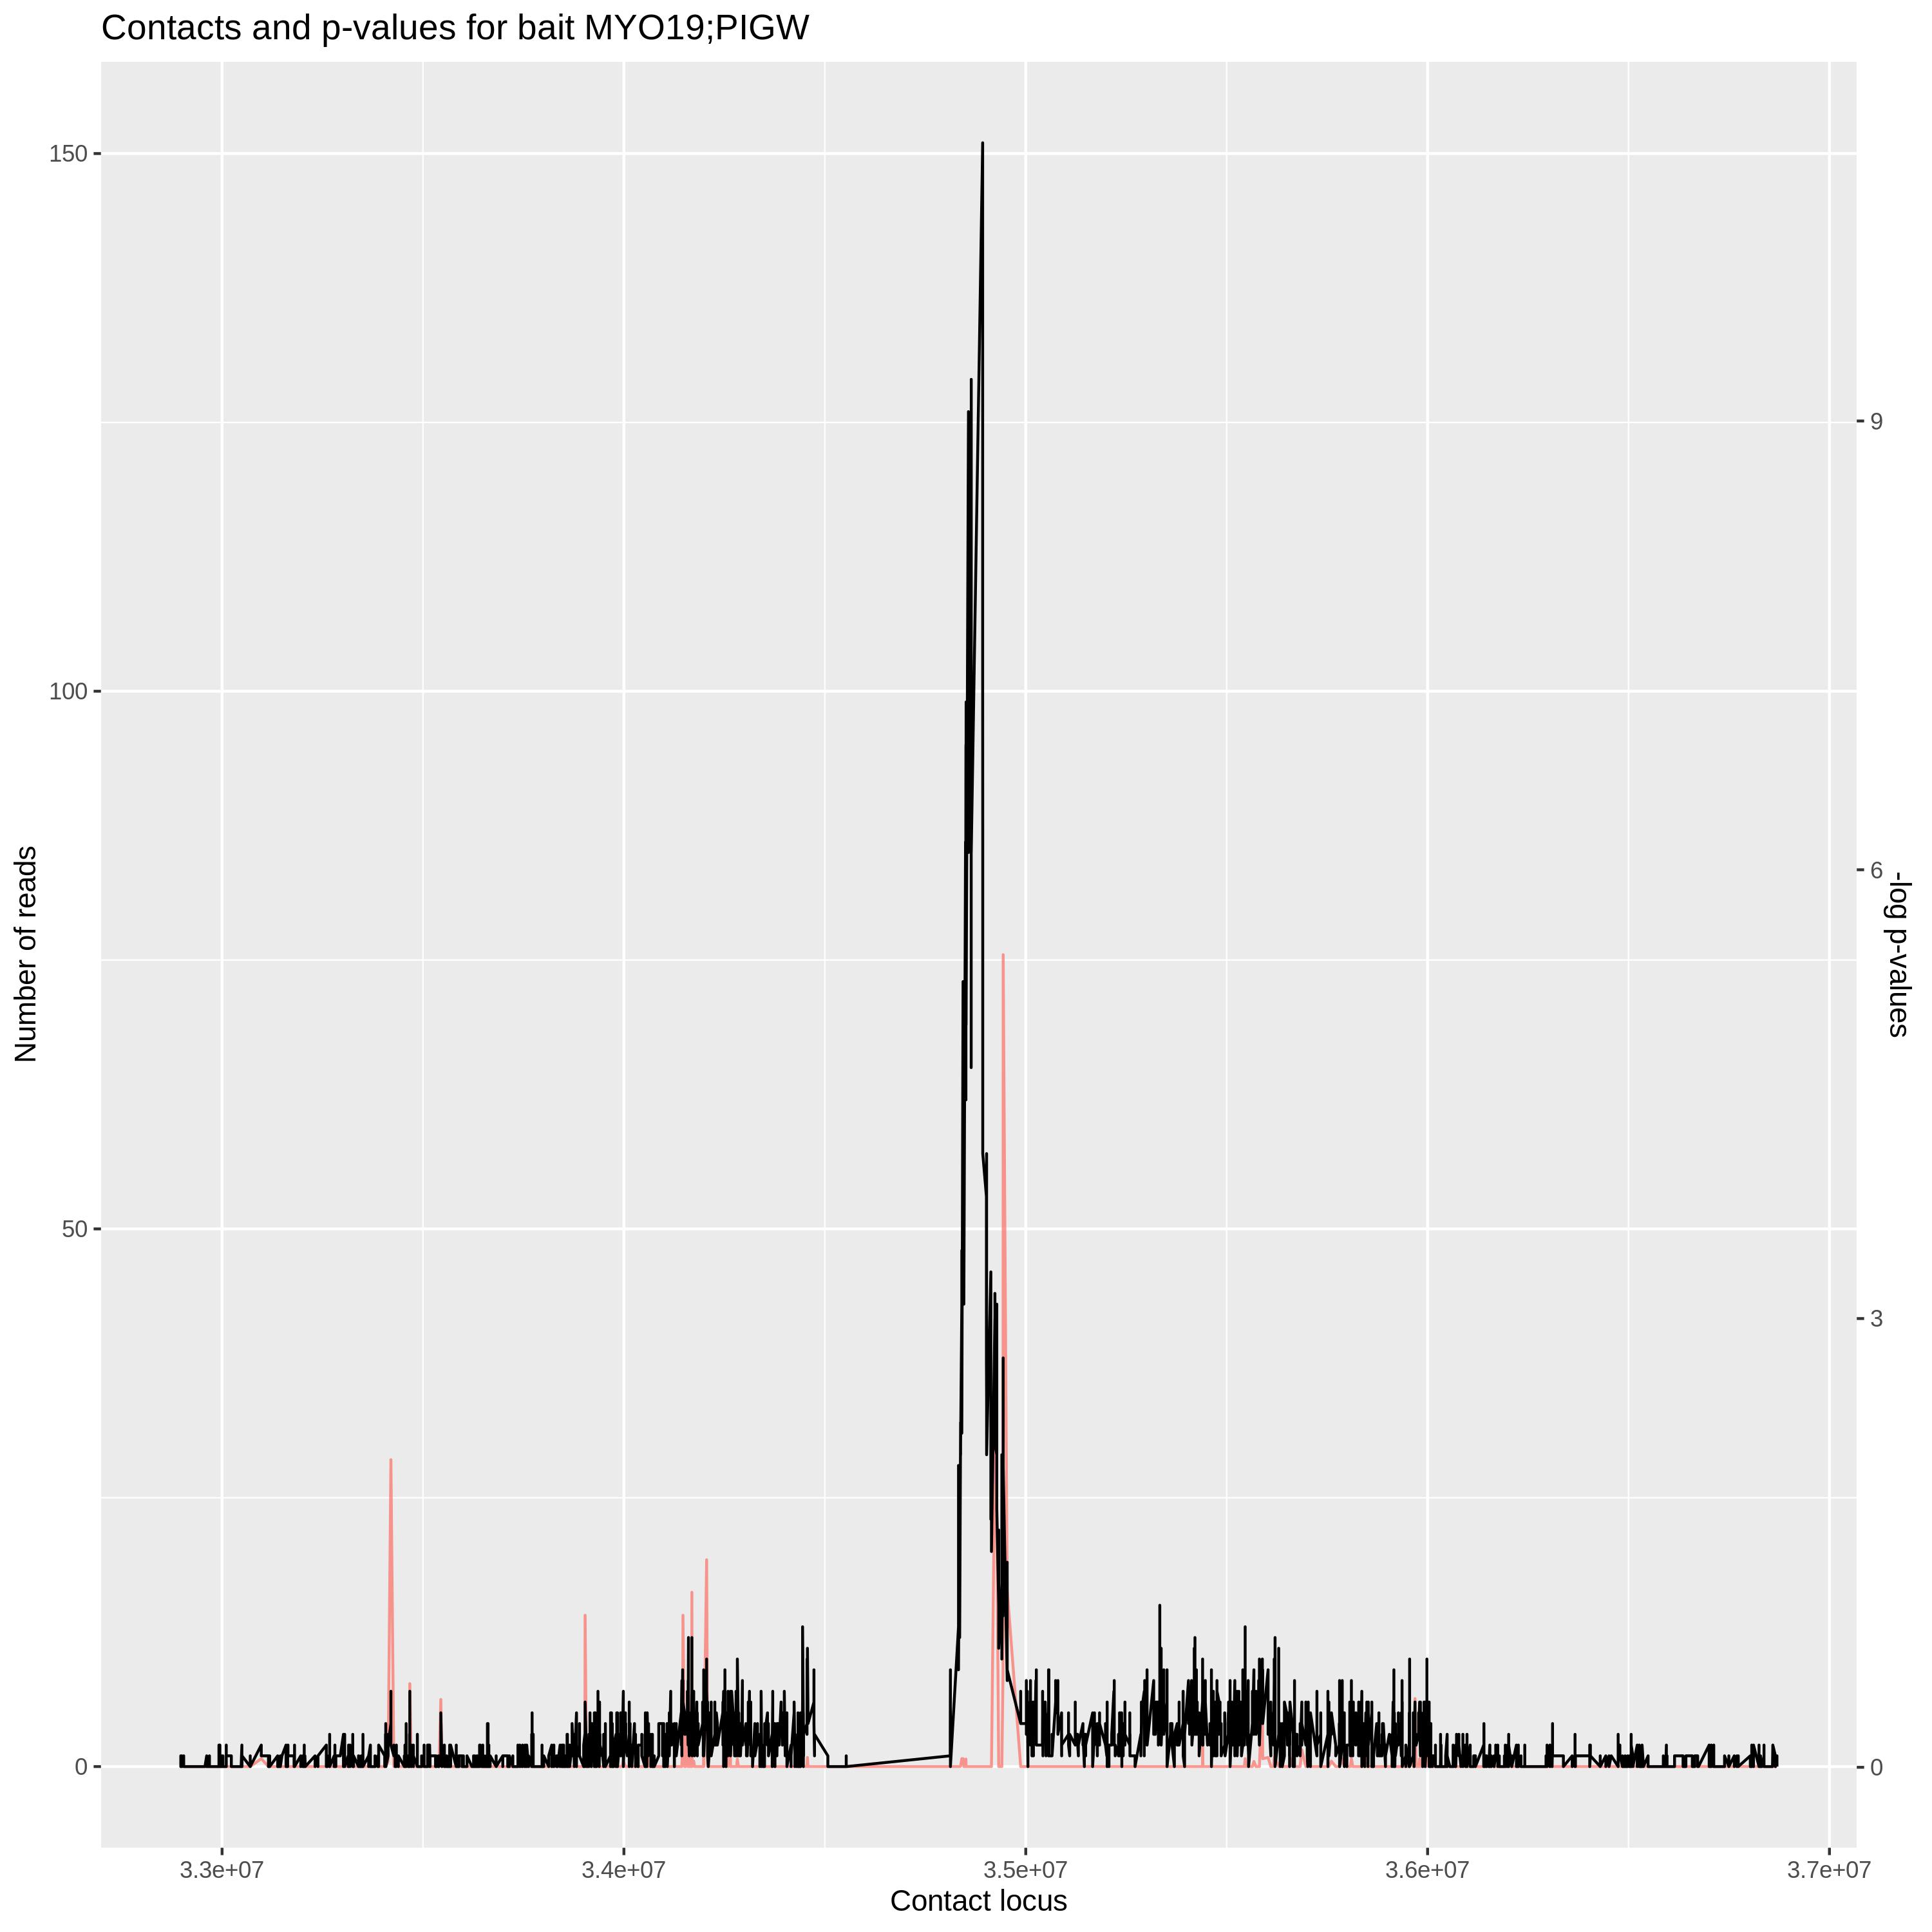 Contacts and p-values for bait MYO19;PIGW
150
100
50
0
Number of reads
9
6
3
0
-log p-values
3.3e+07
3.4e+07
3.5e+07
3.6e+07
3.7e+07
Contact locus